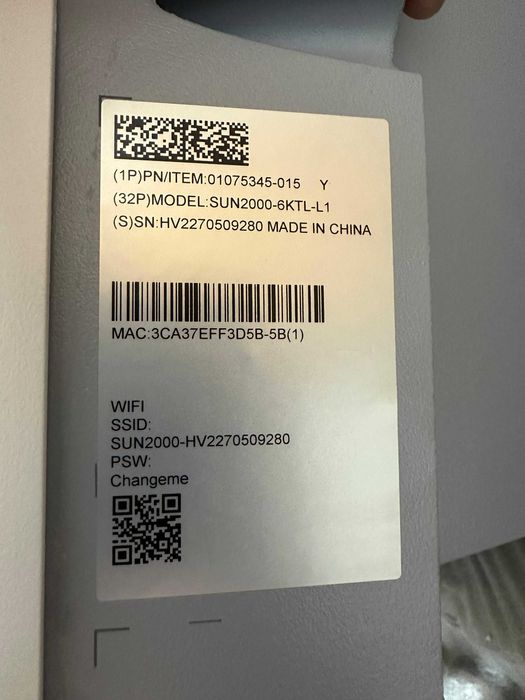 (1P)PN/ITEM:01075345-015 Y
(32P)MODEL:SUN2000-6KTL-L1
(S)SN:HV2270509280 MADE IN CHINA
MAC:3CA37EFF3D5B-5B(1)
WIFI
SSID:
SUN2000-HV2270509280
PSW:
Changeme